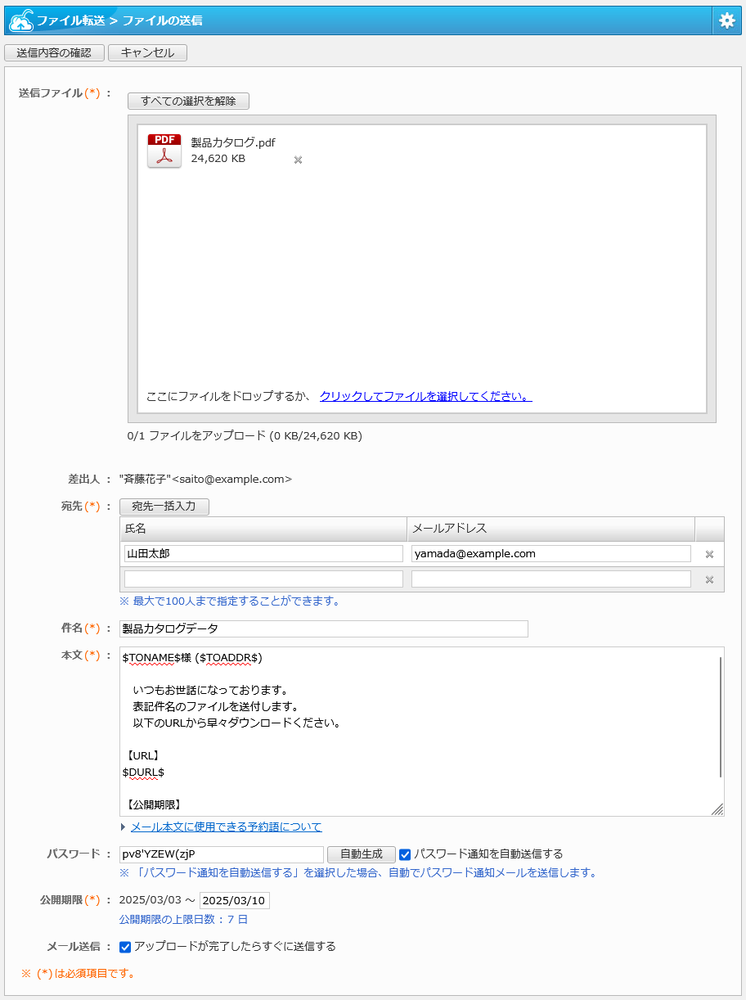 ファイル転送 > ファイルの送信
送信内容の確認 キャンセル
送信ファイル(*) :
すべての選択を解除
PDF
製品カタログ.pdf
24,620 KB
ここにファイルをドロップするか、 クリックしてファイルを選択してください。
0/1 ファイルをアップロード (0 KB/24,620 KB)
差出人 : "斉藤花子"<saito@example.com>
宛先(*) : 宛先一括入力
氏名 メールアドレス
山田太郎 yamada@example.com
※ 最大で100人まで指定することができます。
件名(*) : 製品カタログデータ
本文(*) : $TONAME$様 ($TOADDR$)
いつもお世話になっております。
表記件名のファイルを送付します。
以下のURLから早々ダウンロードください。
【URL】
$DURL$
【公開期限】
メール本文に使用できる予約語について
パスワード : pv8'YZEW(zjP 自動生成 パスワード通知を自動送信する
※ 「パスワード通知を自動送信する」を選択した場合、自動でパスワード通知メールを送信します。
公開期限(*) : 2025/03/03 ～ 2025/03/10
公開期限の上限日数 : 7 日
メール送信 : アップロードが完了したらすぐに送信する
※ (*)は必須項目です。